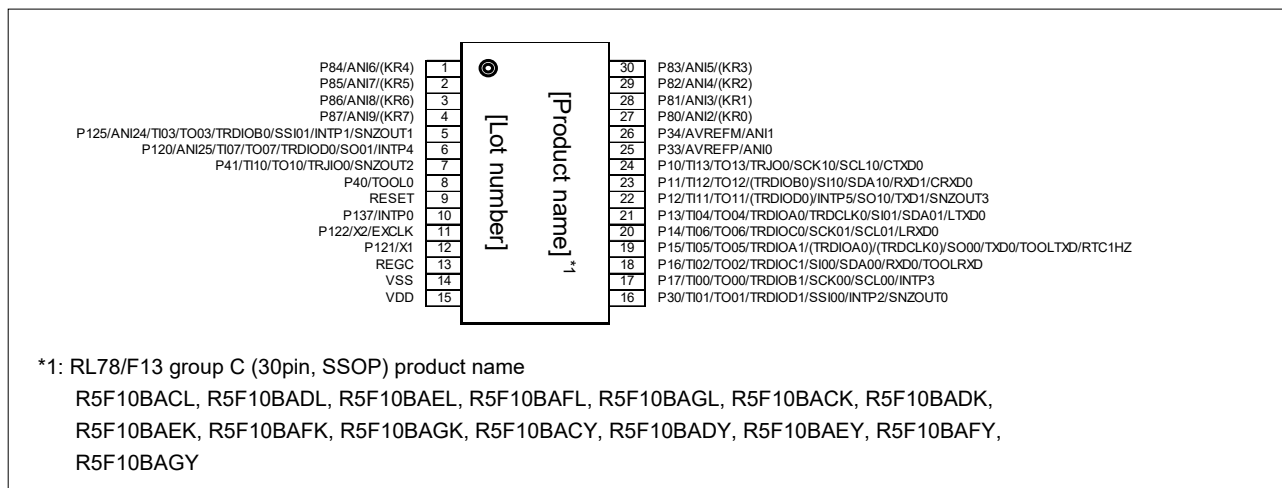 P84/ANI6/(KR4) 1
P85/ANI7/(KR5) 2
P86/ANI8/(KR6) 3
P87/ANI9/(KR7) 4
P125/ANI24/TI03/TO03/TRDIOB0/SSI01/INTP1/SNZOUT1 5
P120/ANI25/TI07/TO07/TRDIOD0/SO01/INTP4 6
P41/TI10/TO10/TRJIO0/SNZOUT2 7
P40/TOOL0 8
RESET 9
P137/INTP0 10
P122/X2/EXCLK 11
P121/X1 12
REGC 13
VSS 14
VDD 15
[Lot number]
[Product name]*1
30 P83/ANI5/(KR3)
29 P82/ANI4/(KR2)
28 P81/ANI3/(KR1)
27 P80/ANI2/(KR0)
26 P34/AVREFM/ANI1
25 P33/AVREFP/ANI0
24 P10/TI13/TO13/TRJO0/SCK10/SCL10/CTXD0
23 P11/TI12/TO12/(TRDIOB0)/SI10/SDA10/RXD1/CRXD0
22 P12/TI11/TO11/(TRDIOD0)/INTP5/SO10/TXD1/SNZOUT3
21 P13/TI04/TO04/TRDIOA0/TRDCLK0/SI01/SDA01/LTXD0
20 P14/TI06/TO06/TRDIOC0/SCK01/SCL01/LRXD0
19 P15/TI05/TO05/TRDIOA1/(TRDIOA0)/(TRDCLK0)/SO00/TXD0/TOOLTXD/RTC1HZ
18 P16/TI02/TO02/TRDIOC1/SI00/SDA00/RXD0/TOOLRXD
17 P17/TI00/TO00/TRDIOB1/SCK00/SCL00/INTP3
16 P30/TI01/TO01/TRDIOD1/SSI00/INTP2/SNZOUT0
*1: RL78/F13 group C (30pin, SSOP) product name
R5F10BACL, R5F10BADL, R5F10BAEL, R5F10BAFL, R5F10BAGL, R5F10BACK, R5F10BADK,
R5F10BAEK, R5F10BAFK, R5F10BAGK, R5F10BACY, R5F10BADY, R5F10BAEY, R5F10BAFY,
R5F10BAGY